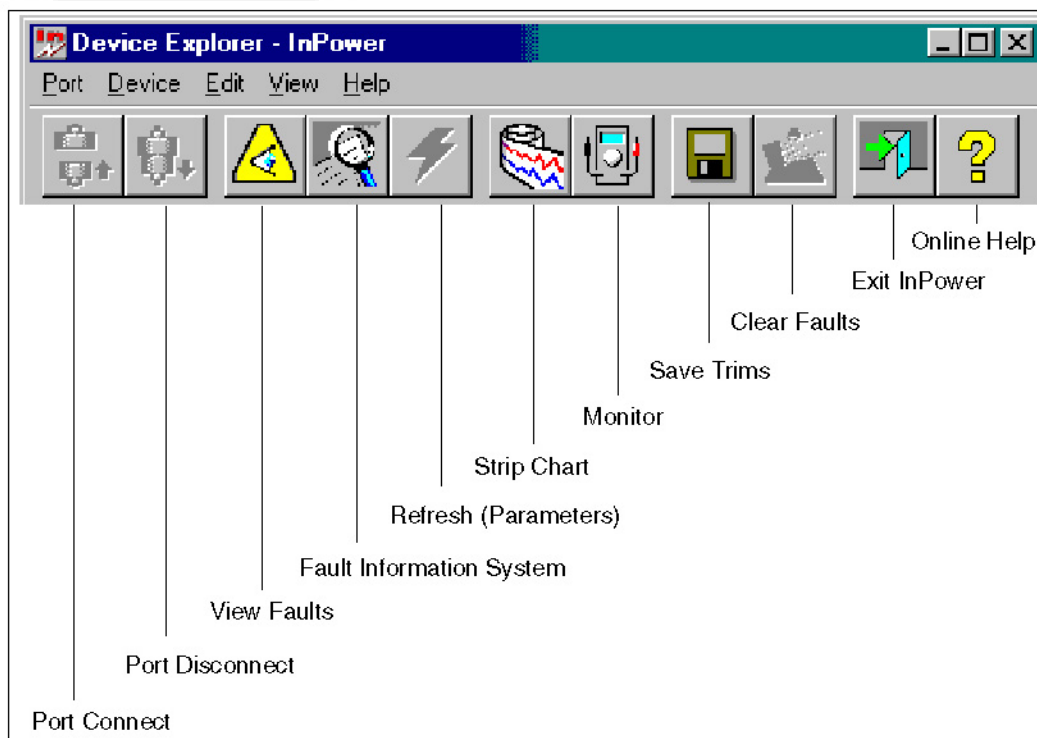 Device Explorer - InPower
Port Device Edit View Help
Online Help
Exit InPower
Clear Faults
Save Trims
Monitor
Strip Chart
Refresh (Parameters)
Fault Information System
View Faults
Port Disconnect
Port Connect